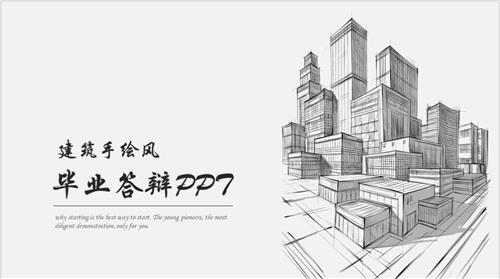 建筑手绘风
毕业答辩PPT
why starting is the best way to start. The young pioneers, the most
diligent demonstration, only for you.